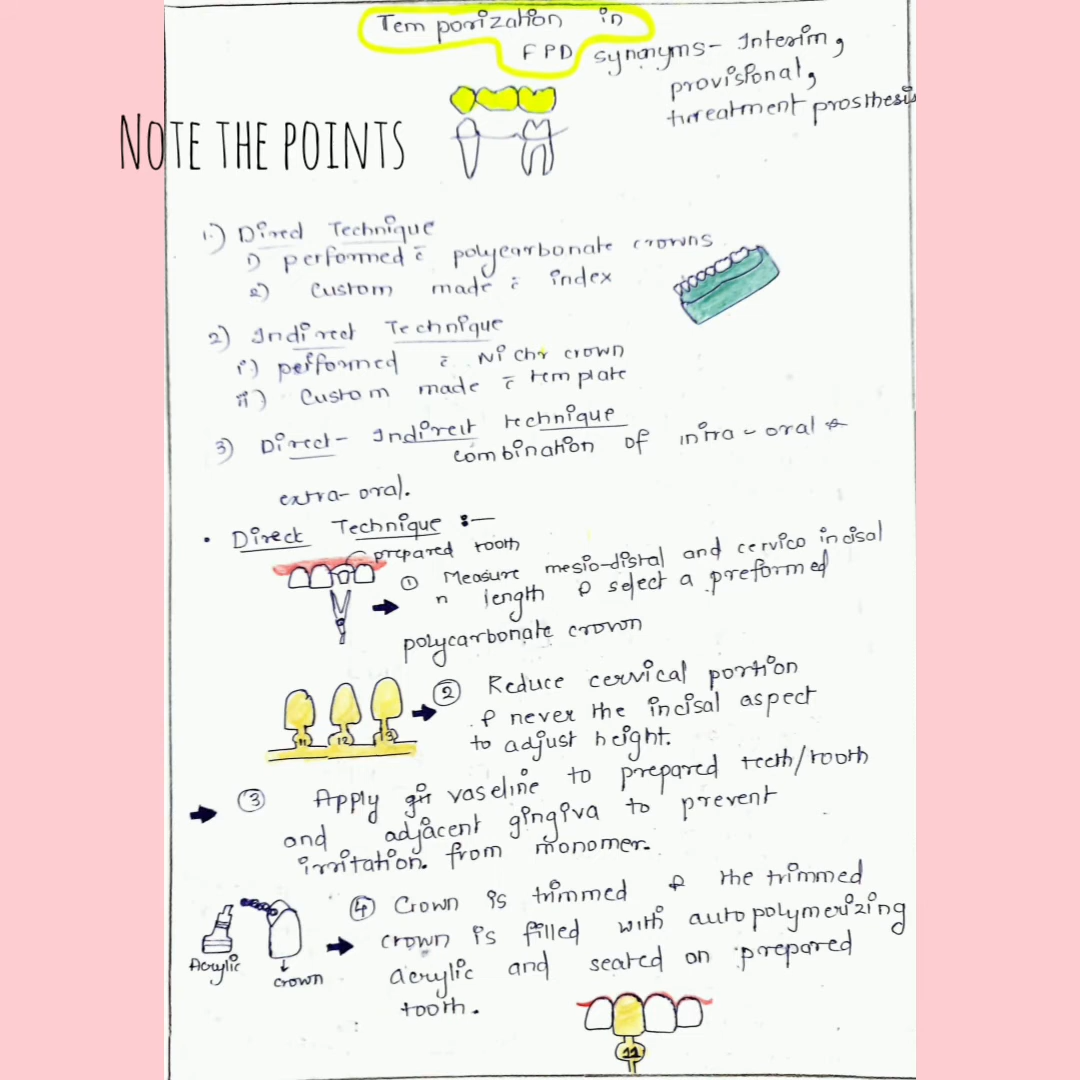 Temporization in
FPD
synonyms- Interim,
provisional,
treatment prosthesis
NOTE THE POINTS
1.) Direct Technique
i) performed c̄ polycarbonate crowns
2) Custom made c̄ index
2) Indirect Technique
i) performed c̄ Ni Chr crown
ii) Custom made c̄ template
3) Direct- Indirect technique
combination of intra-oral &
extra-oral.
• Direct Technique :—
prepared tooth
① Measure mesio-distal and cervico incisal
n length & select a preformed
polycarbonate crown
② Reduce cervical portion
& never the incisal aspect
to adjust height.
11 12 13
③ Apply vaseline to prepared teeth/tooth
and adjacent gingiva to prevent
irritation. from monomer.
④ Crown is trimmed & the trimmed
crown is filled with autopolymerizing
acrylic and seated on prepared
tooth.
Acrylic
crown
11